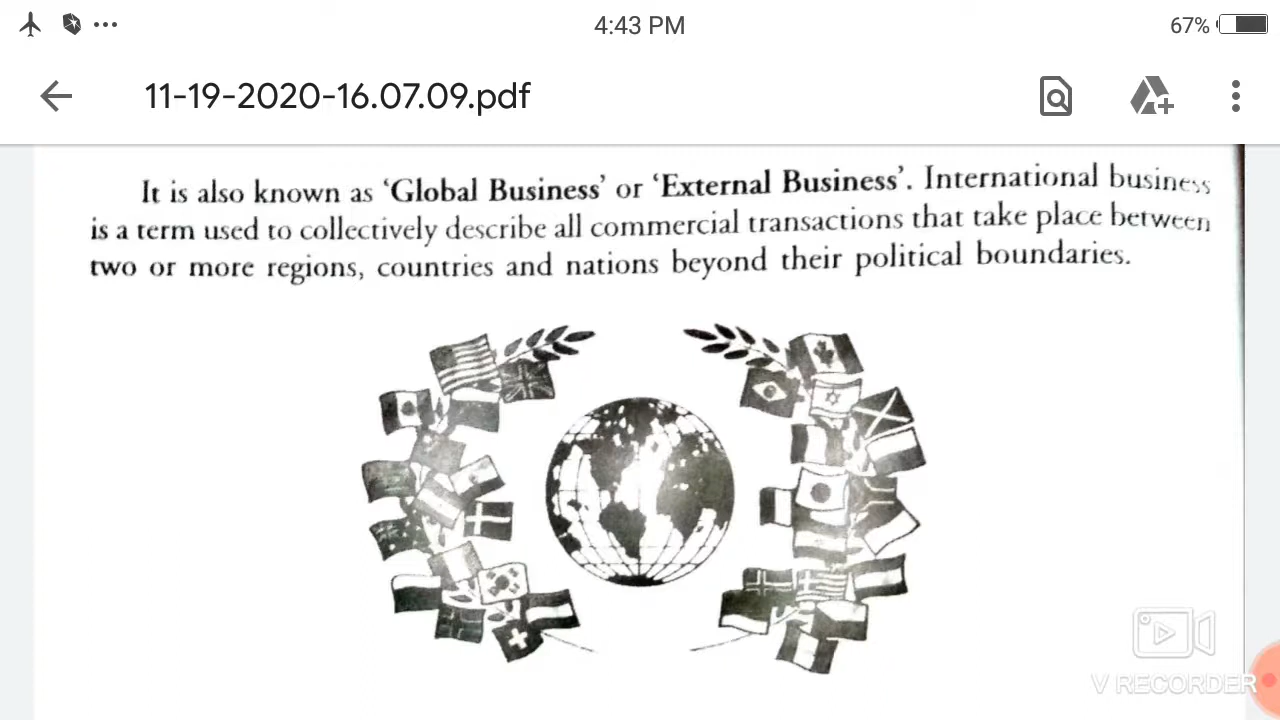 4:43 PM
67%
11-19-2020-16.07.09.pdf
It is also known as ‘Global Business’ or ‘External Business’. International business
is a term used to collectively describe all commercial transactions that take place between
two or more regions, countries and nations beyond their political boundaries.
V RECORDER